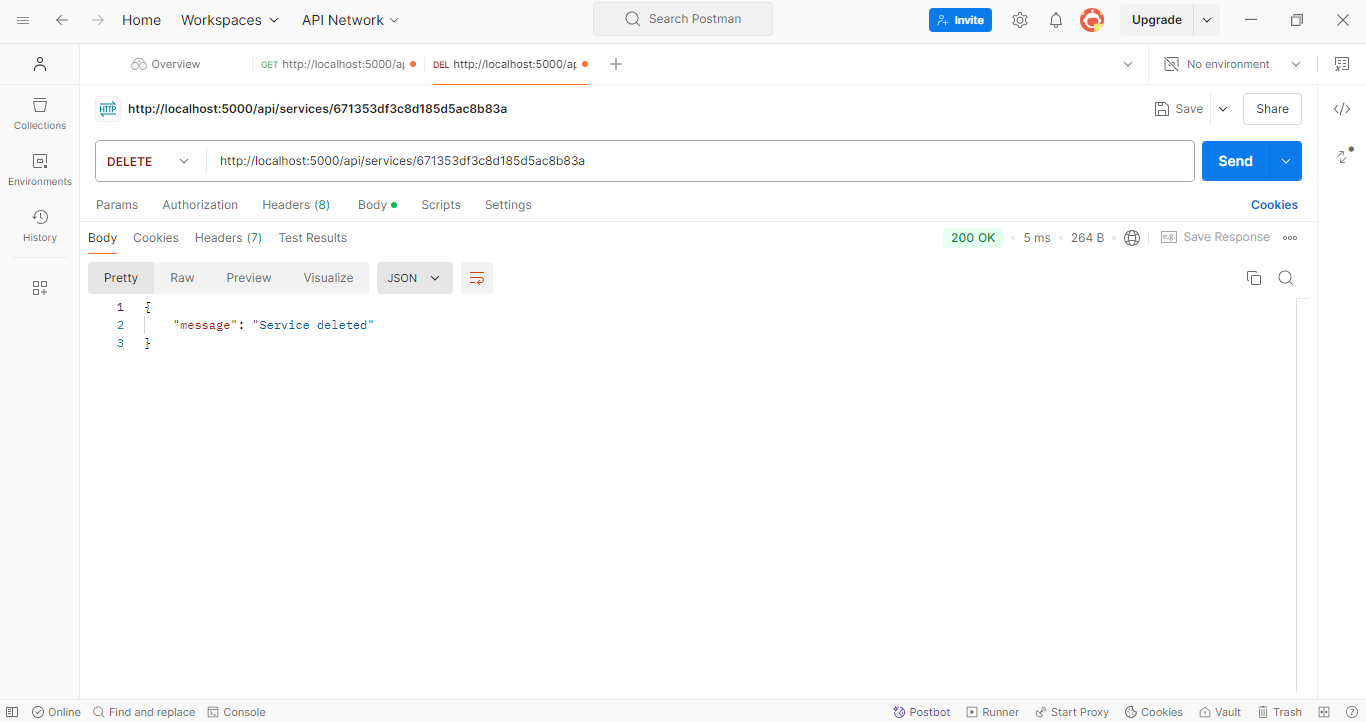 Home Workspaces API Network Search Postman Invite Upgrade
Overview GET http://localhost:5000/ap DEL http://localhost:5000/ap No environment
HTTP http://localhost:5000/api/services/671353df3c8d185d5ac8b83a Save Share
Collections
DELETE http://localhost:5000/api/services/671353df3c8d185d5ac8b83a Send
Environments
Params Authorization Headers (8) Body Scripts Settings Cookies
History
Body Cookies Headers (7) Test Results 200 OK 5 ms 264 B e.g. Save Response
Pretty Raw Preview Visualize JSON
1 {
2 "message": "Service deleted"
3 }
Online Find and replace Console Postbot Runner Start Proxy Cookies Vault Trash